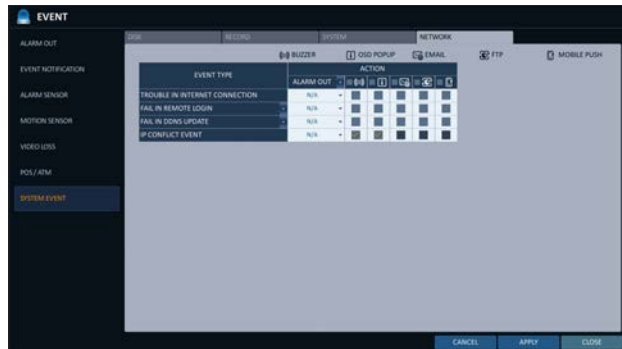 EVENT
DISK RECORD SYSTEM NETWORK
ALARM OUT
EVENT NOTIFICATION
ALARM SENSOR
MOTION SENSOR
VIDEO LOSS
POS / ATM
SYSTEM EVENT
BUZZER OSD POPUP EMAIL FTP MOBILE PUSH
EVENT TYPE ACTION
ALARM OUT
TROUBLE IN INTERNET CONNECTION N/A
FAIL IN REMOTE LOGIN N/A
FAIL IN DDNS UPDATE N/A
IP CONFLICT EVENT N/A
CANCEL APPLY CLOSE